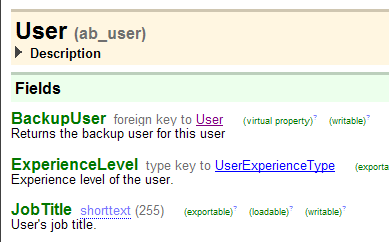 User (ab_user)
Description
Fields
BackupUser foreign key to User (virtual property)? (writable)?
Returns the backup user for this user
ExperienceLevel type key to UserExperienceType (exporta
Experience level of the user.
JobTitle shorttext (255) (exportable)? (loadable)? (writable)?
User's job title.